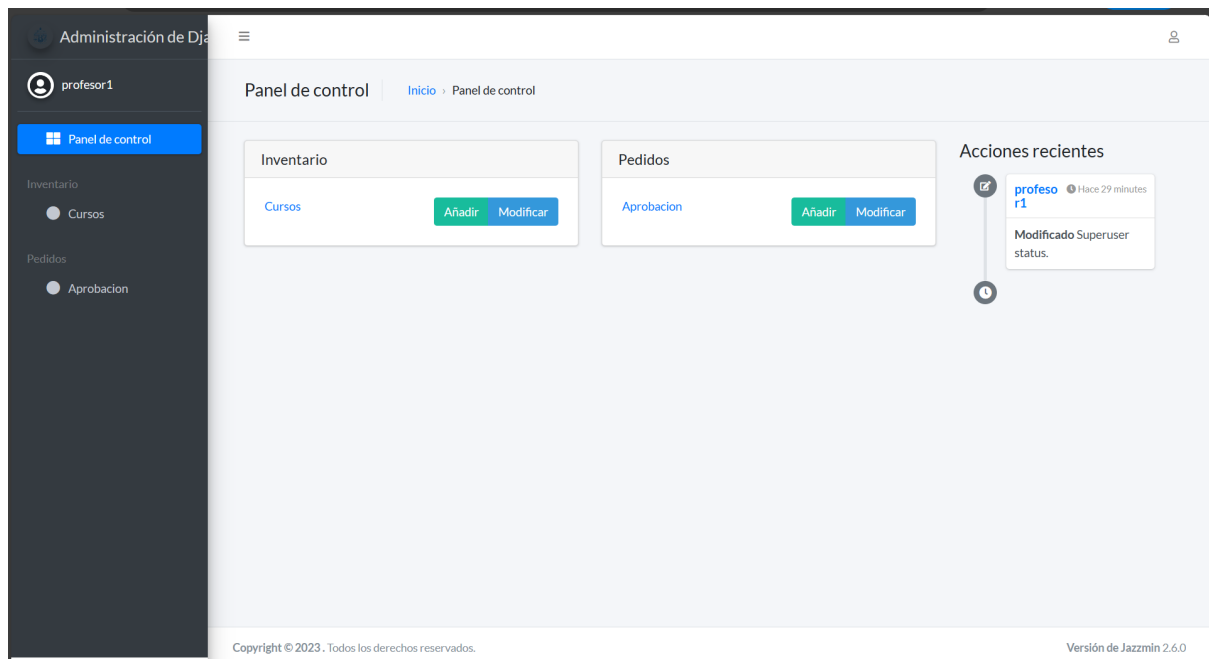 Administración de Dja
profesor1
Panel de control
Inventario
Cursos
Pedidos
Aprobacion
Panel de control
Inicio › Panel de control
Inventario
Cursos
Añadir Modificar
Pedidos
Aprobacion
Añadir Modificar
Acciones recientes
profeso Hace 29 minutes
r1
Modificado Superuser
status.
Copyright © 2023 . Todos los derechos reservados.
Versión de Jazzmin 2.6.0